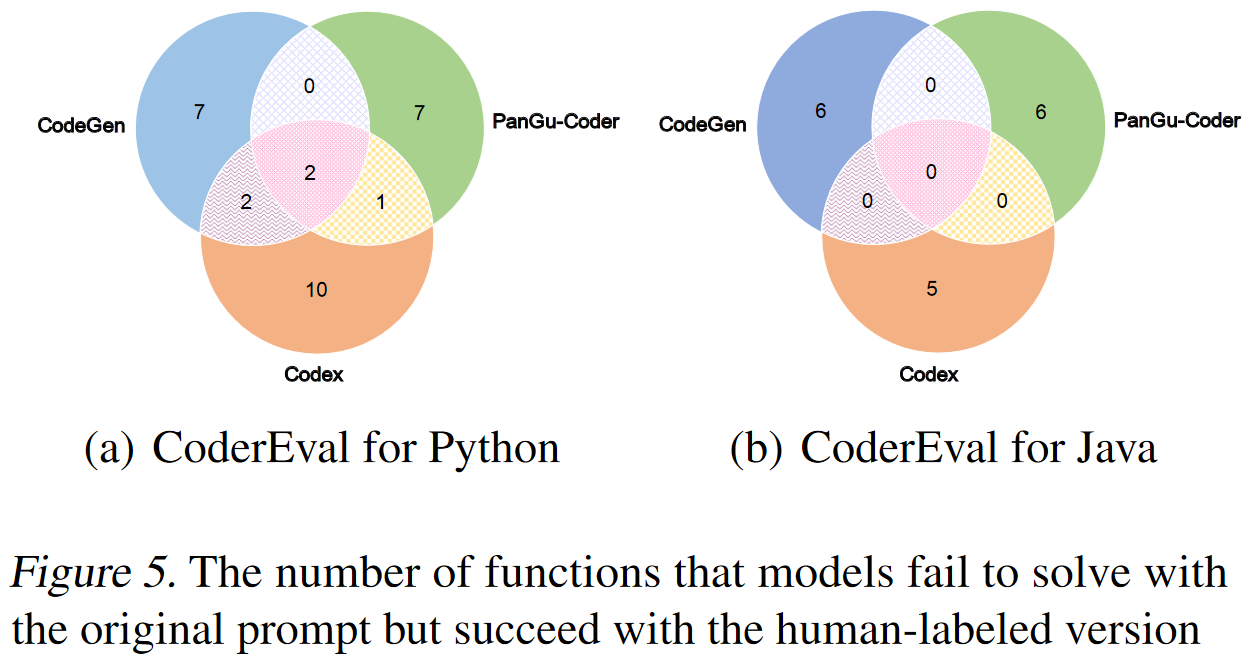 0
7
7
CodeGen
PanGu-Coder
2
2
1
10
Codex
(a) CoderEval for Python
0
6
6
CodeGen
PanGu-Coder
0
0
0
5
Codex
(b) CoderEval for Java
Figure 5. The number of functions that models fail to solve with
the original prompt but succeed with the human-labeled version